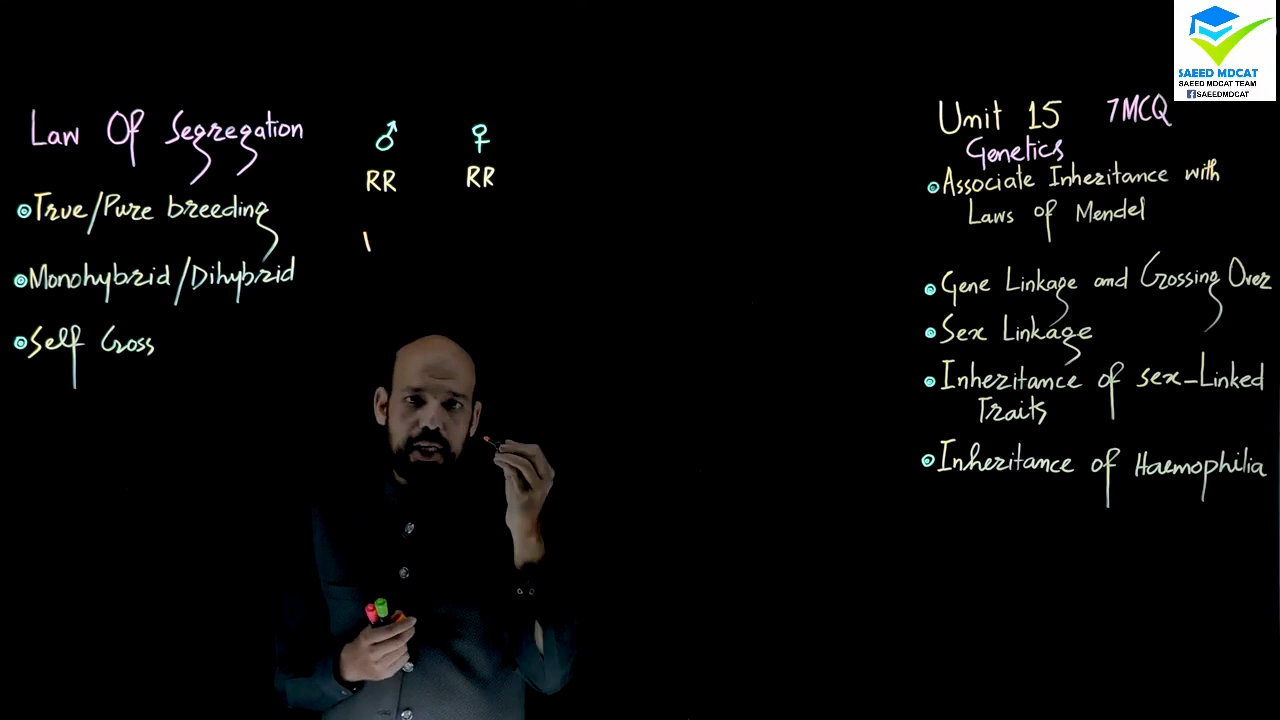 SAEED MDCAT
SAEED MDCAT TEAM
SAEEDMDCAT
Law Of Segregation
♂ ♀
RR RR
True/Pure breeding
Monohybrid/Dihybrid
Self Cross
Unit 15 7MCQ
Genetics
Associate Inheritance with
Laws of Mendel
Gene Linkage and Crossing Over
Sex Linkage
Inheritance of sex-Linked
Traits
Inheritance of Haemophilia